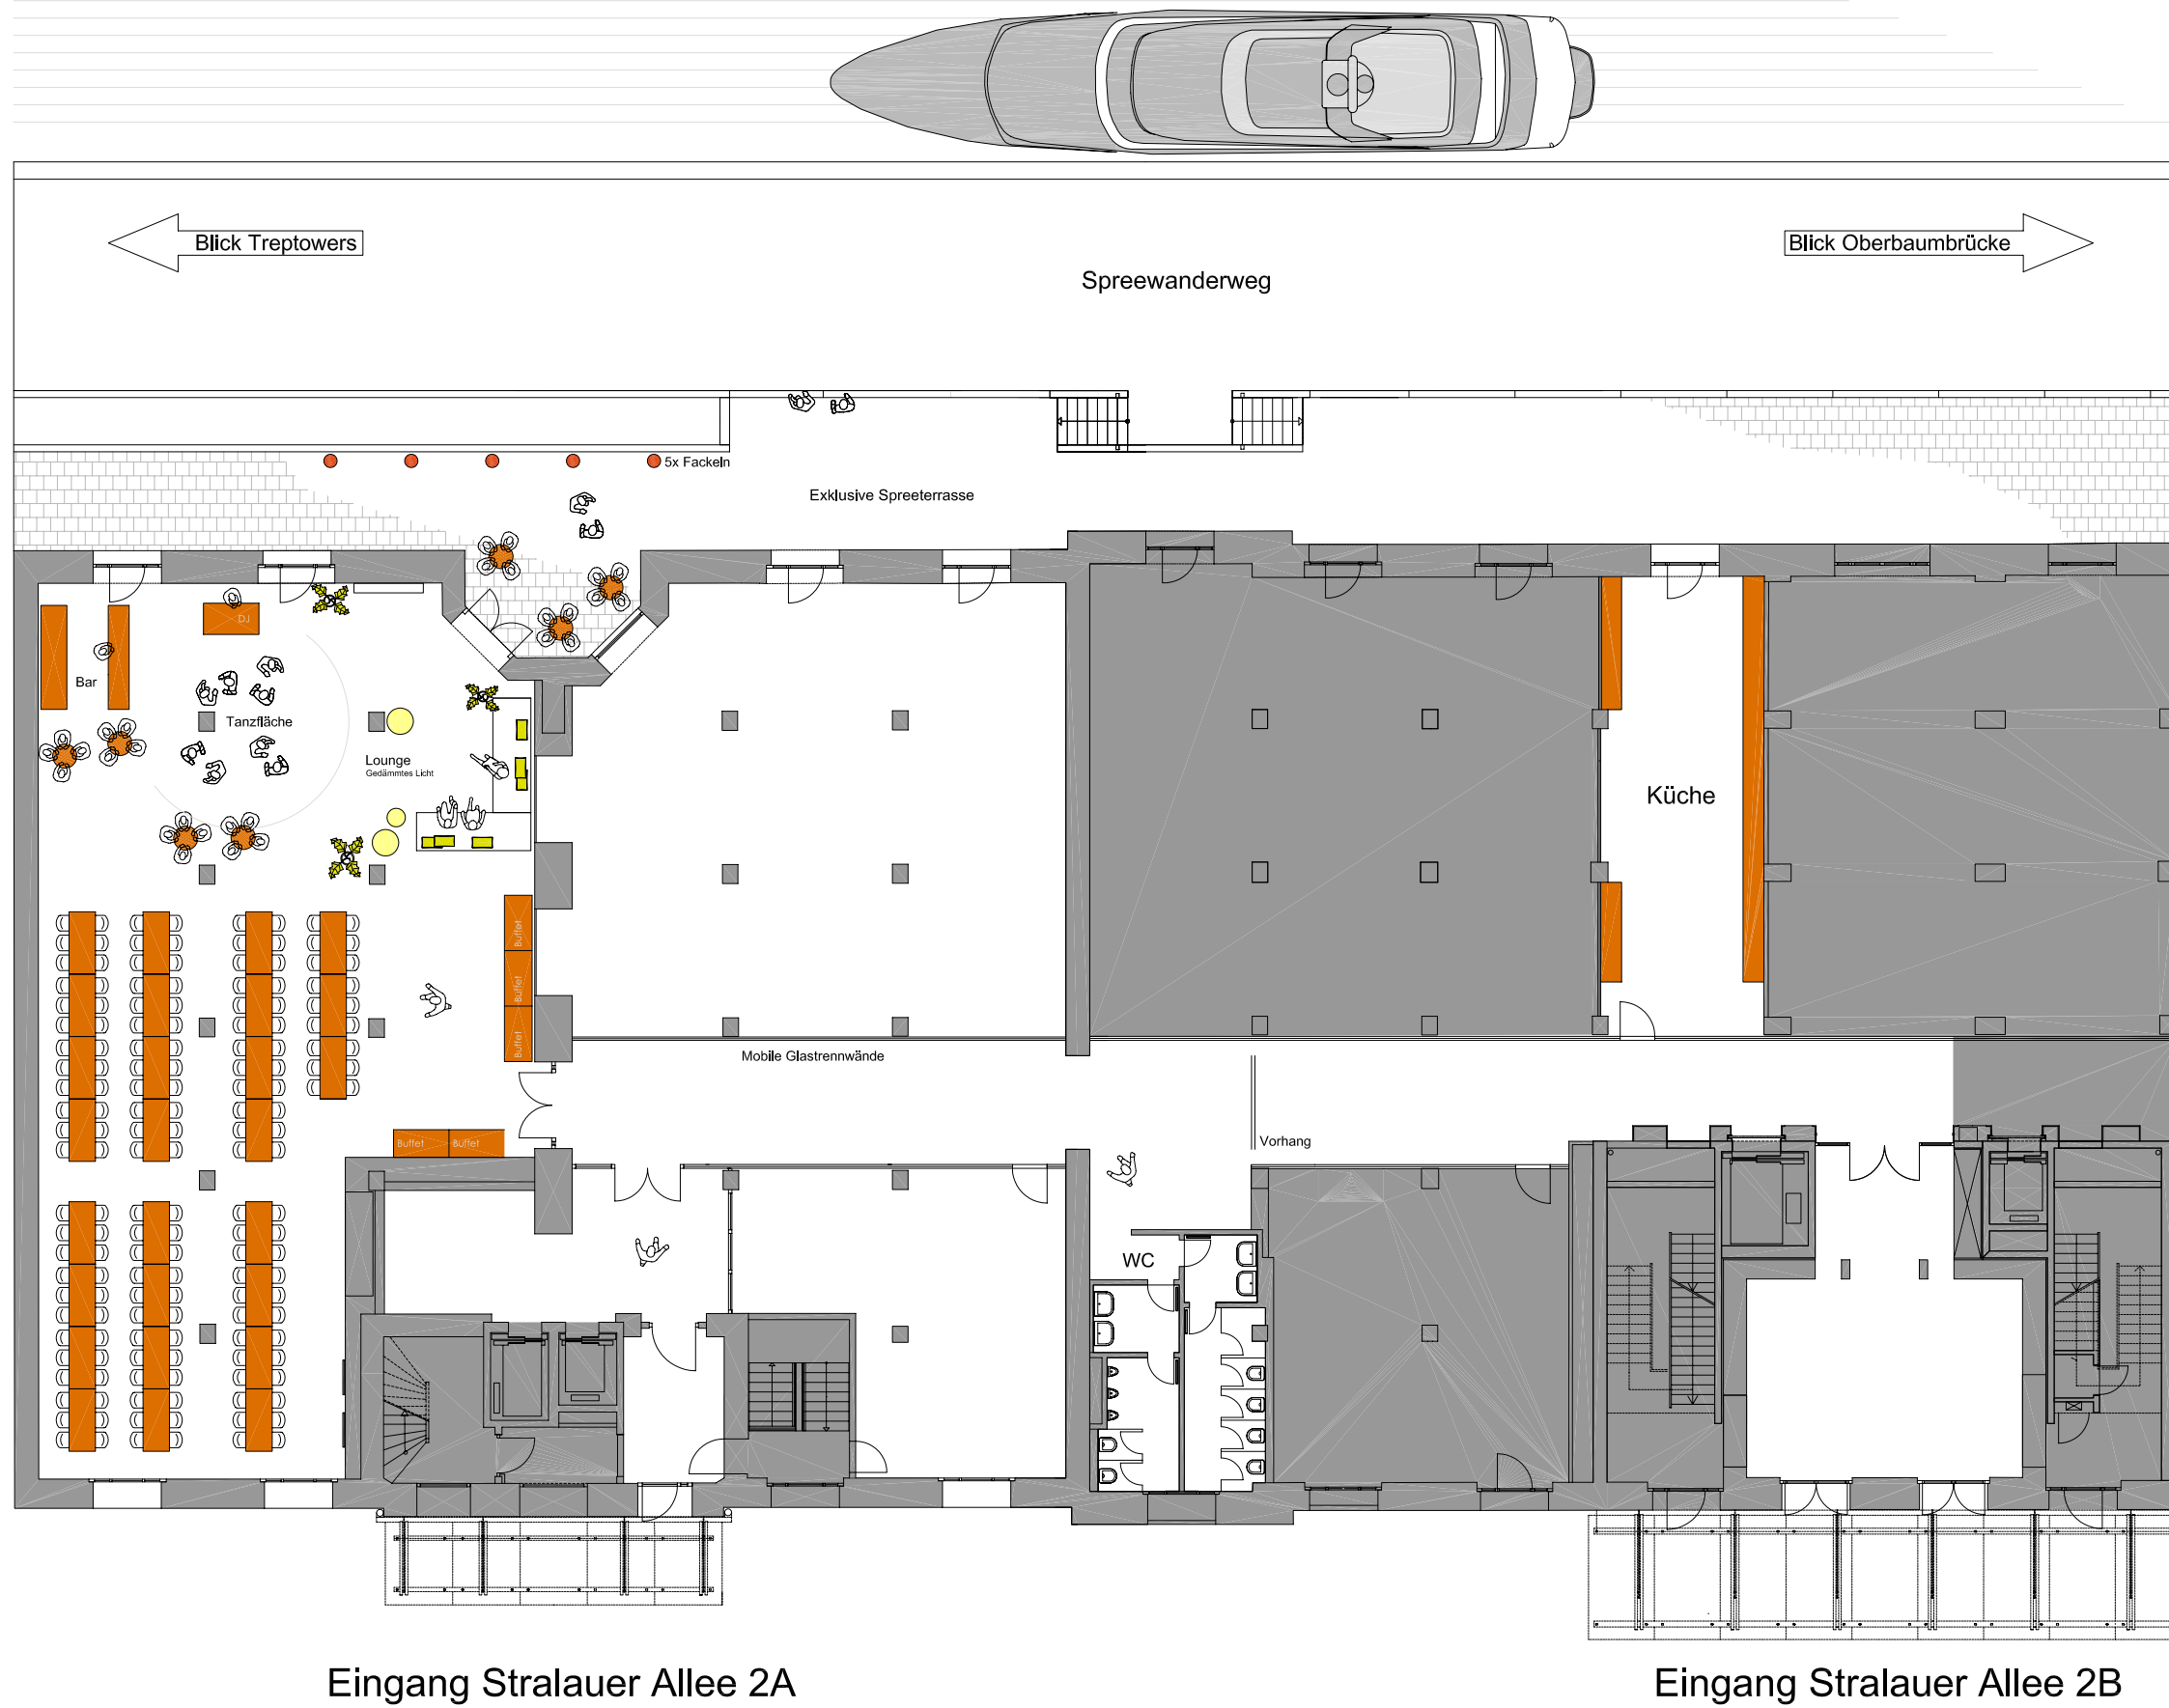 Blick Treptowers
Blick Oberbaumbrücke
Spreewanderweg
5x Fackeln
Exklusive Spreeterrasse
DJ
Bar
Tanzfläche
Lounge
Gedämmtes Licht
Küche
Buffet
Buffet
Buffet
Mobile Glastrennwände
Buffet
Buffet
Vorhang
WC
Eingang Stralauer Allee 2A
Eingang Stralauer Allee 2B